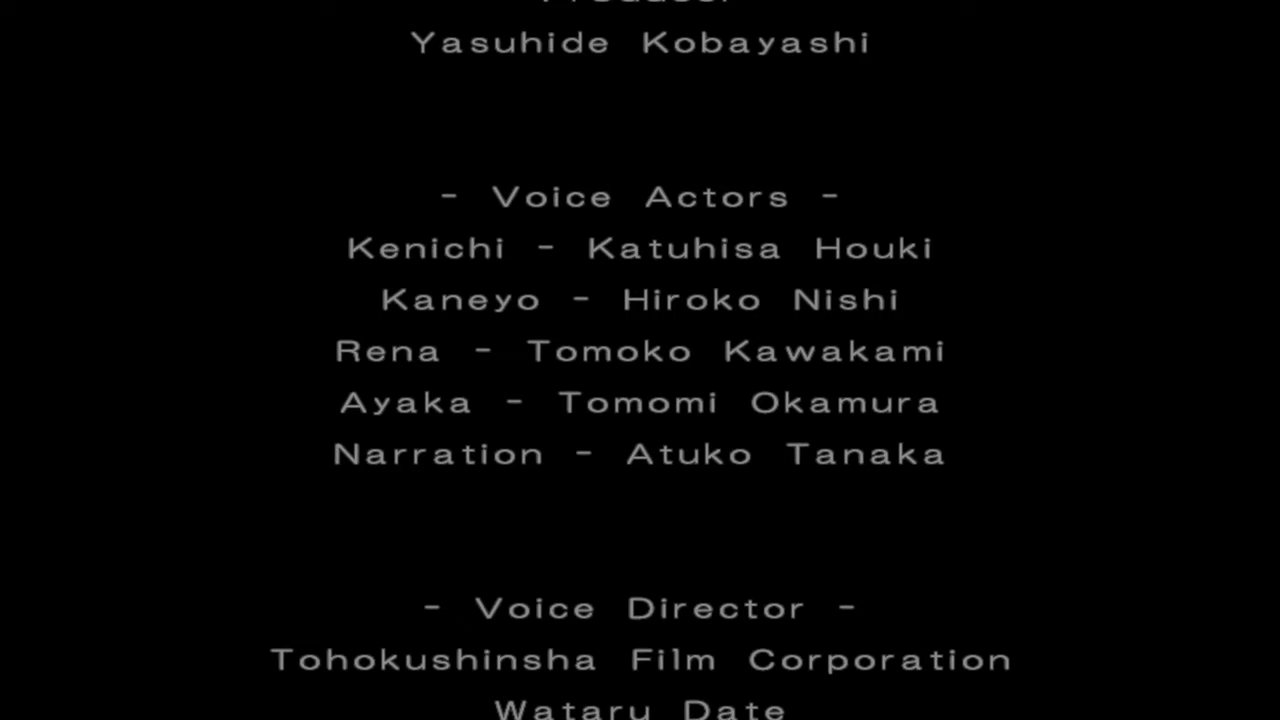 Producer
Yasuhide Kobayashi
- Voice Actors -
Kenichi - Katuhisa Houki
Kaneyo - Hiroko Nishi
Rena - Tomoko Kawakami
Ayaka - Tomomi Okamura
Narration - Atuko Tanaka
- Voice Director -
Tohokushinsha Film Corporation
Wataru Date